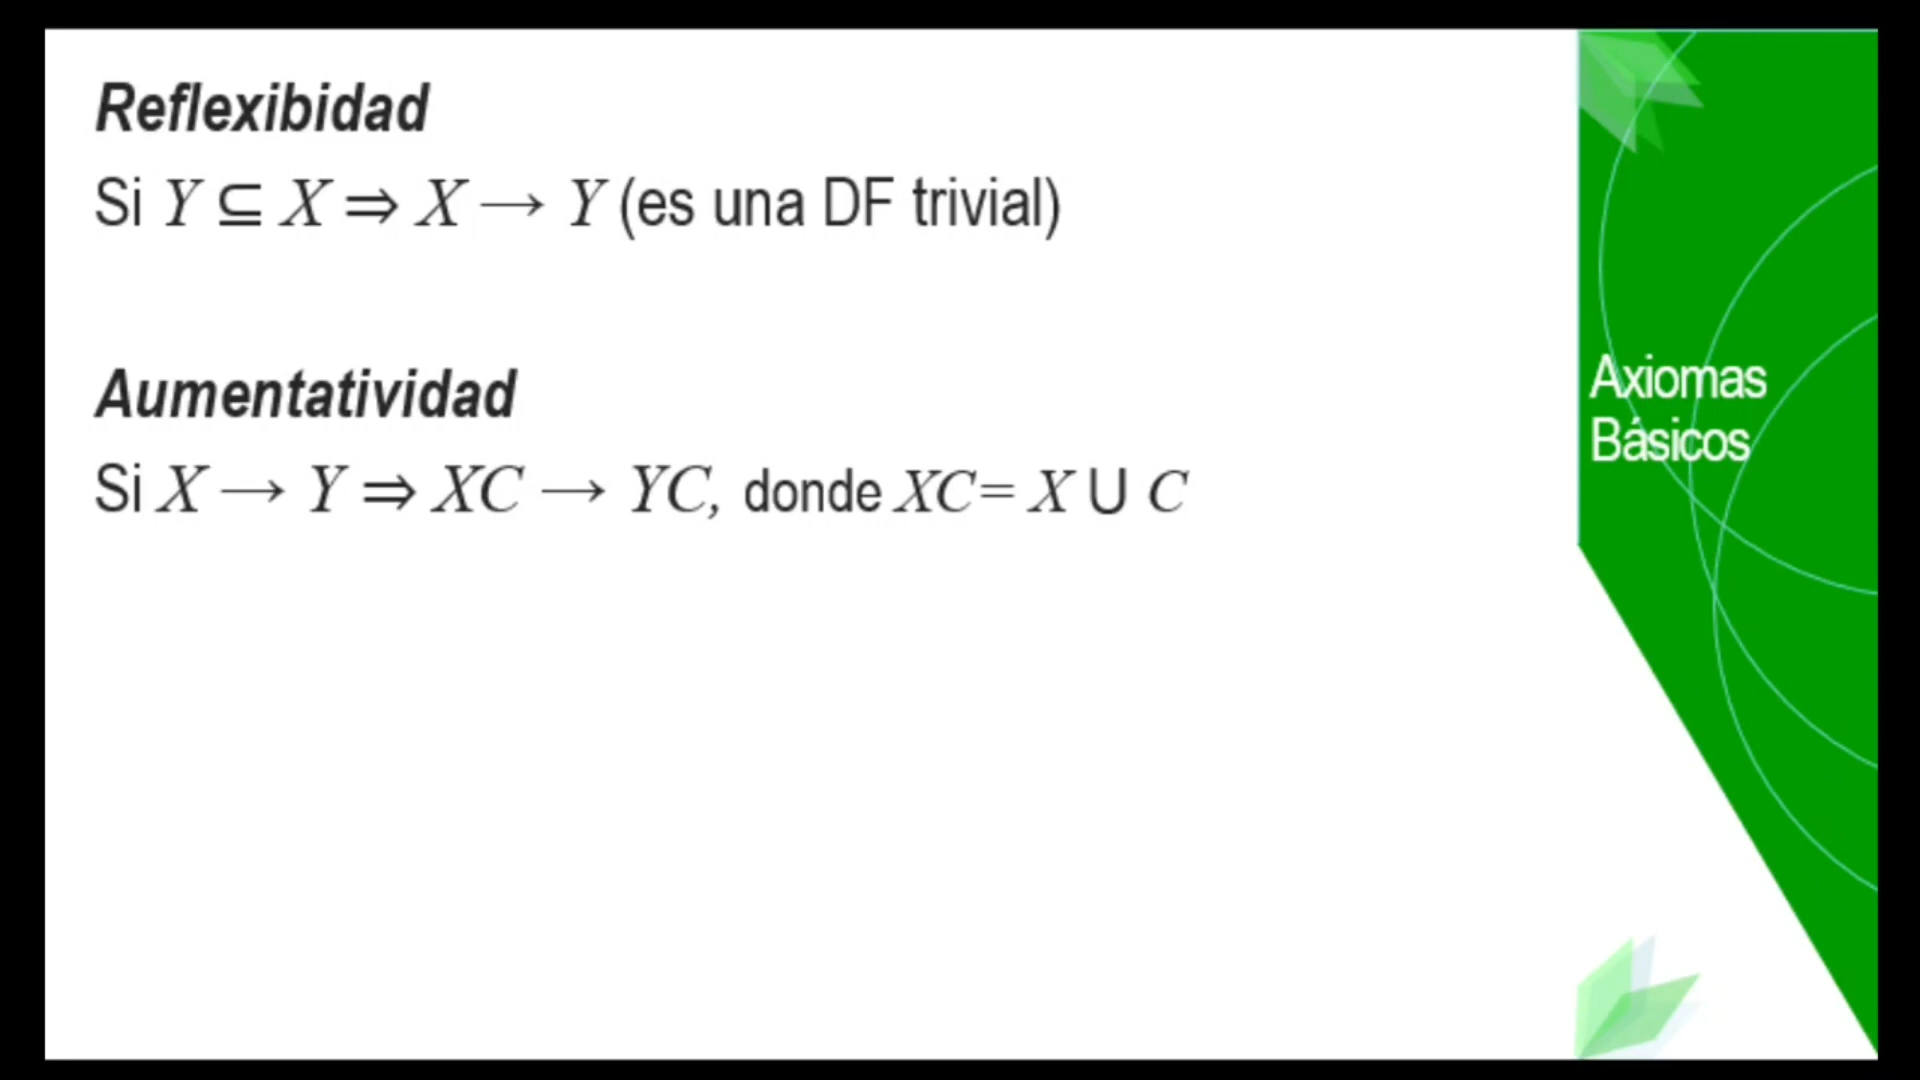 Reflexibidad
Si Y ⊆ X ⇒ X → Y (es una DF trivial)
Aumentatividad
Si X → Y ⇒ XC → YC, donde XC= X ∪ C
Axiomas
Básicos